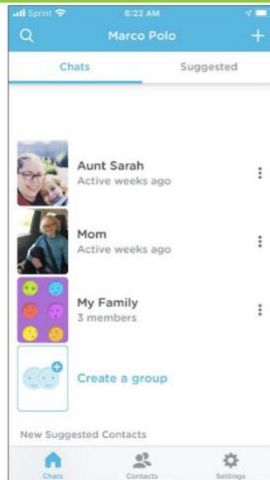 Sprint 8:22 AM
Marco Polo
Chats Suggested
Aunt Sarah
Active weeks ago
Mom
Active weeks ago
My Family
3 members
Create a group
New Suggested Contacts
Chats Contacts Settings